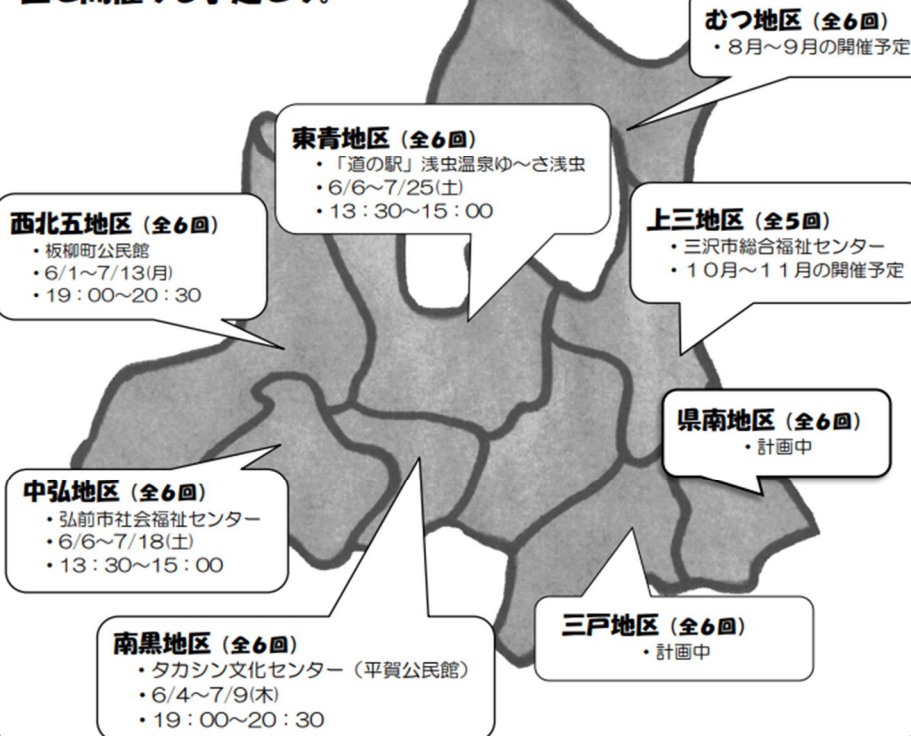 むつ地区（全6回）
・8月～9月の開催予定
東青地区（全6回）
・「道の駅」浅虫温泉ゆ～さ浅虫
・6/6～7/25(土)
・13：30～15：00
西北五地区（全6回）
・板柳町公民館
・6/1～7/13(月)
・19：00～20：30
上三地区（全5回）
・三沢市総合福祉センター
・10月～11月の開催予定
県南地区（全6回）
・計画中
中弘地区（全6回）
・弘前市社会福祉センター
・6/6～7/18(土)
・13：30～15：00
三戸地区（全6回）
・計画中
南黒地区（全6回）
・タカシン文化センター（平賀公民館）
・6/4～7/9(木)
・19：00～20：30